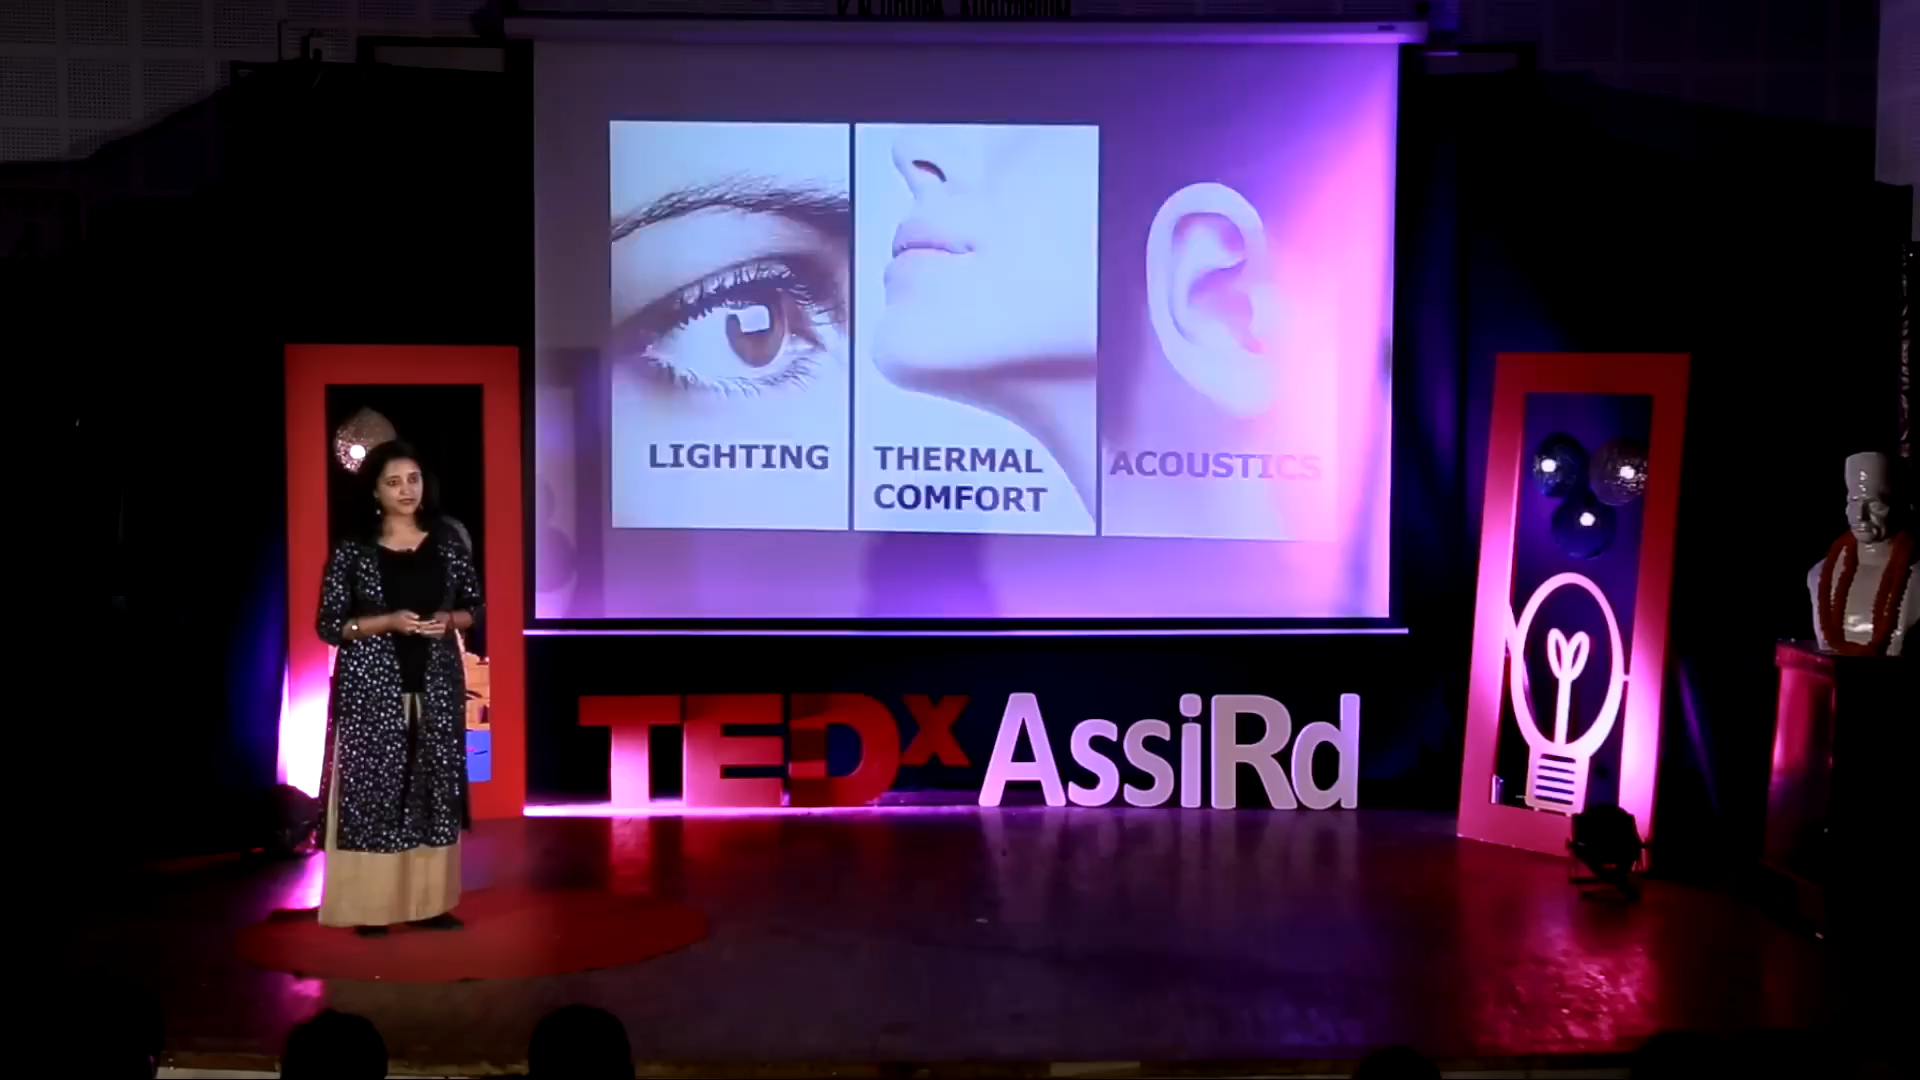 LIGHTING
THERMAL
COMFORT
ACOUSTICS
TEDx AssiRd